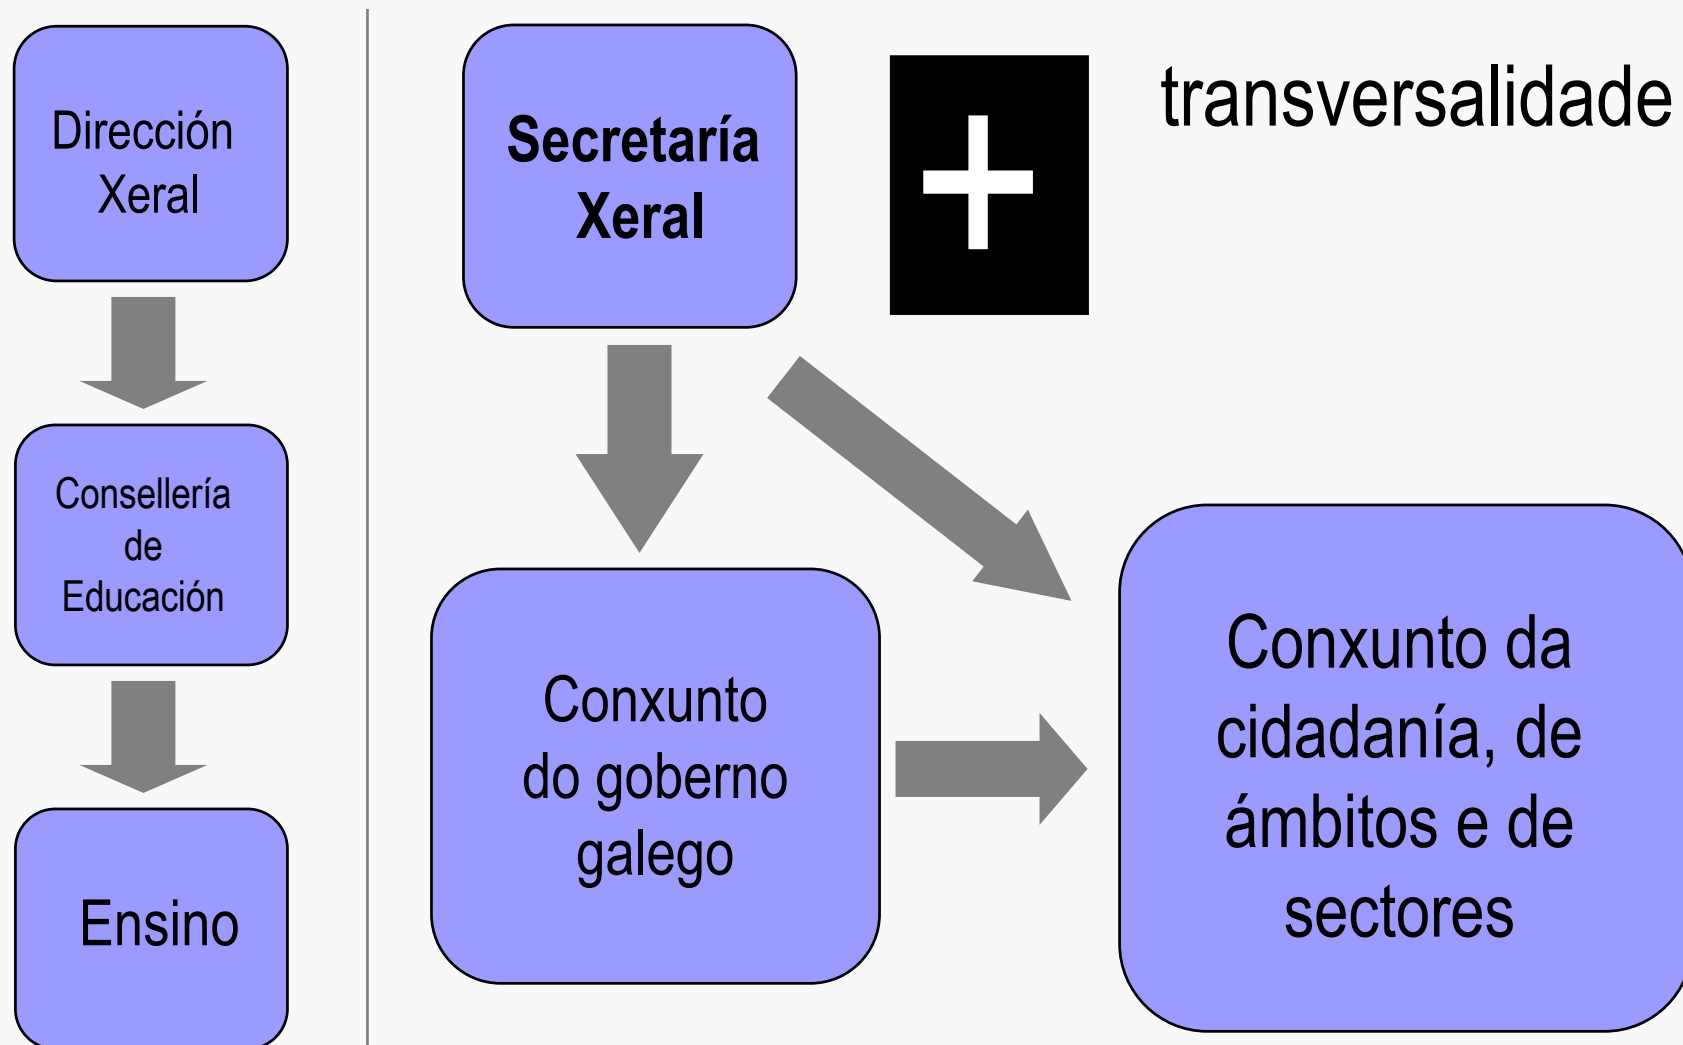 Dirección
Xeral
Consellería
de
Educación
Ensino
Secretaría
Xeral
+
transversalidade
Conxunto
do goberno
galego
Conxunto da
cidadanía, de
ámbitos e de
sectores